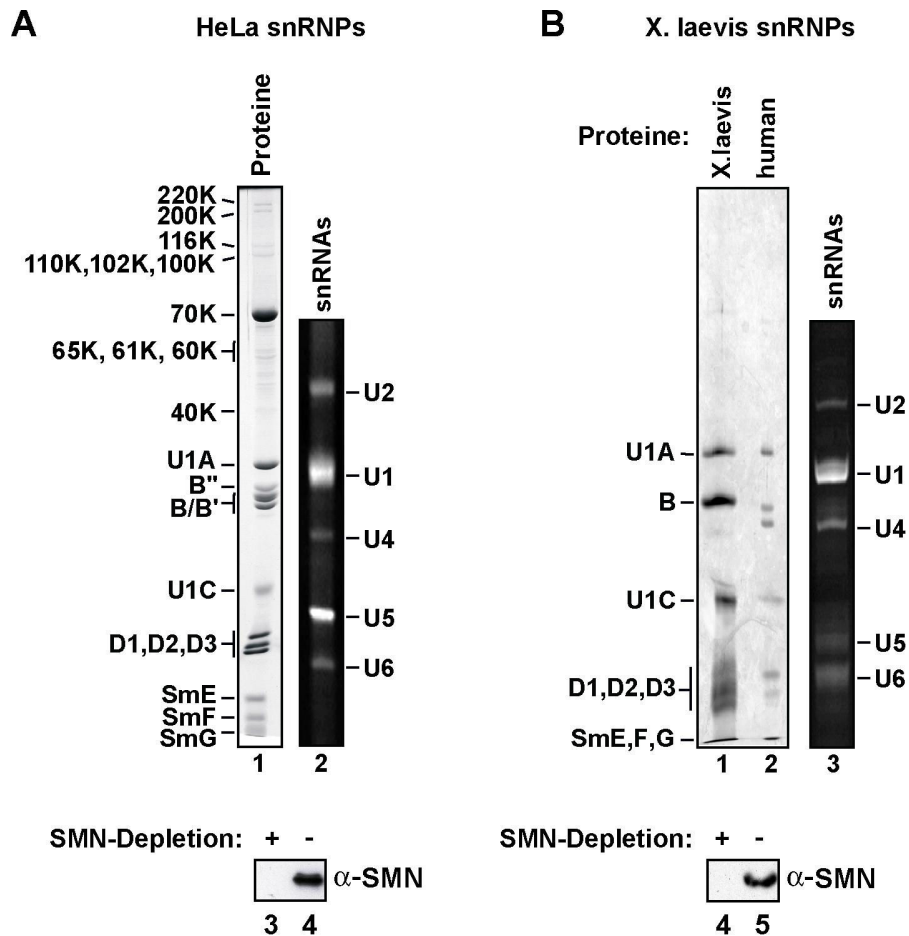 A
HeLa snRNPs
Proteine
220K
200K
116K
110K,102K,100K
70K
65K, 61K, 60K
40K
U1A
B"
B/B'
U1C
D1,D2,D3
SmE
SmF
SmG
1
snRNAs
U2
U1
U4
U5
U6
2
SMN-Depletion: + -
α-SMN
3 4
B
X. laevis snRNPs
Proteine: X.laevis human
U1A
B
U1C
D1,D2,D3
SmE,F,G
1 2
snRNAs
U2
U1
U4
U5
U6
3
SMN-Depletion: + -
α-SMN
4 5